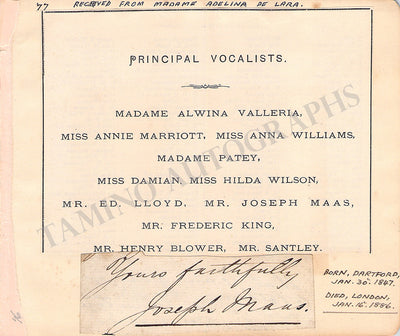 77 RECEIVED FROM MADAME ADELINA DE LARA.
PRINCIPAL VOCALISTS.
MADAME ALWINA VALLERIA,
MISS ANNIE MARRIOTT, MISS ANNA WILLIAMS,
MADAME PATEY,
MISS DAMIAN, MISS HILDA WILSON,
MR. ED. LLOYD, MR. JOSEPH MAAS,
MR. FREDERIC KING,
MR. HENRY BLOWER, MR. SANTLEY.
TAMINO AUTOGRAPHS
Yours faithfully
Joseph Maas.
BORN, DARTFORD,
JAN. 30. 1847.
DIED, LONDON,
JAN. 16. 1886.